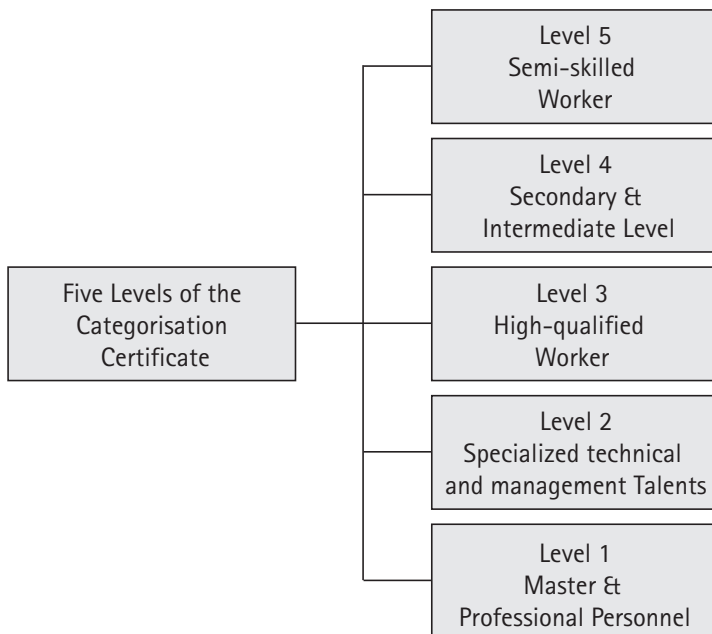 Level 5
Semi-skilled
Worker
Level 4
Secondary &
Intermediate Level
Five Levels of the
Categorisation
Certificate
Level 3
High-qualified
Worker
Level 2
Specialized technical
and management Talents
Level 1
Master &
Professional Personnel